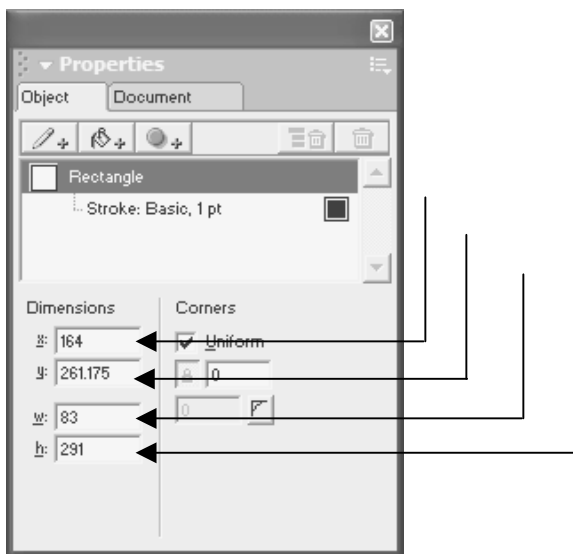 Properties
Object Document
Rectangle
Stroke: Basic, 1 pt
Dimensions Corners
x: 164 Uniform
y: 261.175 0
w: 83 0
h: 291